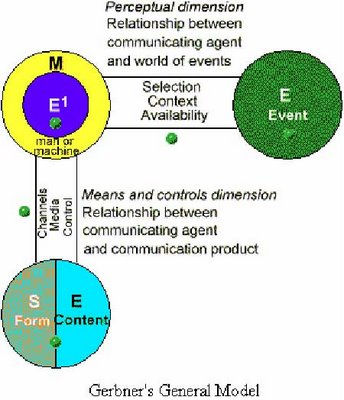 Perceptual dimension
Relationship between
communicating agent
and world of events
M
E1
man or
machine
Selection
Context
Availability
E
Event
Channels
Media
Control
Means and controls dimension
Relationship between
communicating agent
and communication product
S
Form
E
Content
Gerbner's General Model